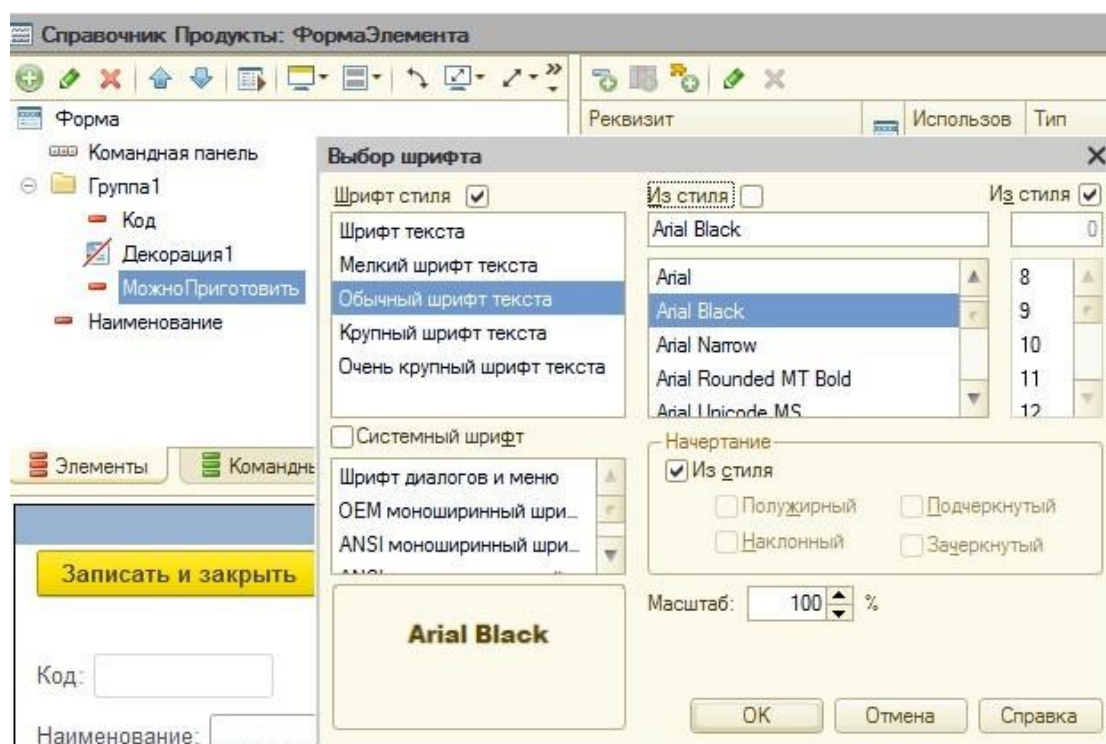 Справочник Продукты: ФормаЭлемента
Форма
Командная панель
Группа1
Код
Декорация1
МожноПриготовить
Наименование
Реквизит
Использов
Тип
Выбор шрифта
Шрифт стиля
Шрифт текста
Мелкий шрифт текста
Обычный шрифт текста
Крупный шрифт текста
Очень крупный шрифт текста
Системный шрифт
Шрифт диалогов и меню
OEM моноширинный шри...
ANSI моноширинный шри...
Arial Black
Из стиля
Arial Black
Arial
Arial Black
Arial Narrow
Arial Rounded MT Bold
Arial Unicode MS
Из стиля
0
8
9
10
11
12
Начертание
Из стиля
Полужирный
Подчеркнутый
Наклонный
Зачеркнутый
Масштаб: 100 %
OK
Отмена
Справка
Элементы
Командны
Записать и закрыть
Код:
Наименование: